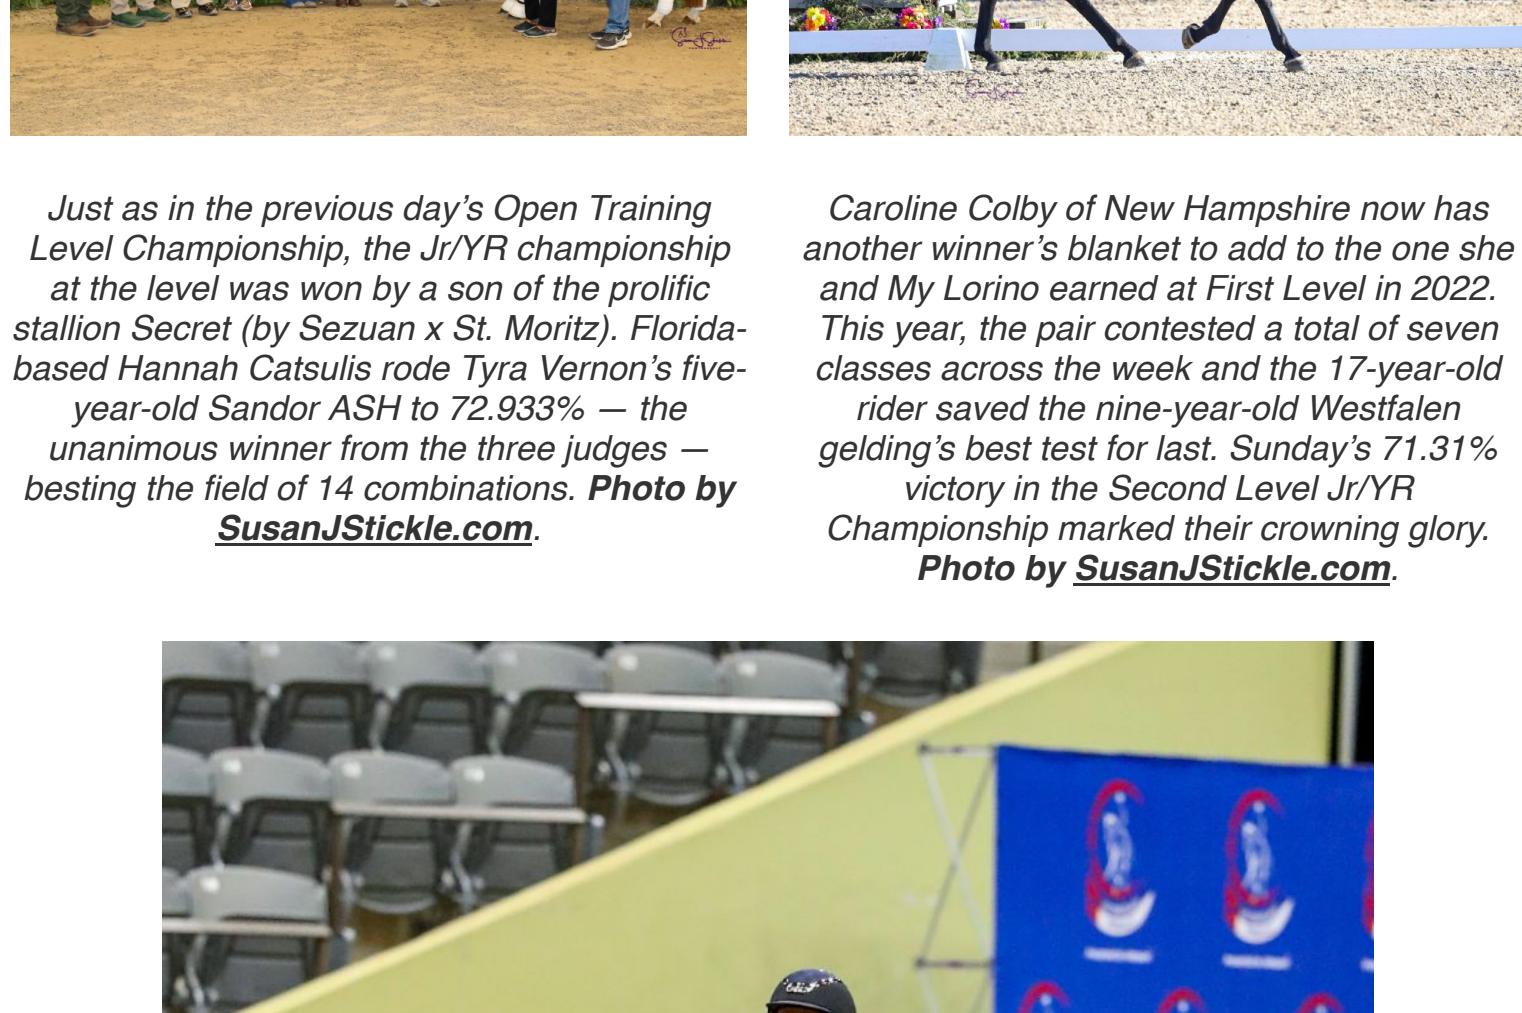 Just as in the previous day’s Open Training
Level Championship, the Jr/YR championship
at the level was won by a son of the prolific
stallion Secret (by Sezuan x St. Moritz). Florida-
based Hannah Catsulis rode Tyra Vernon’s five-
year-old Sandor ASH to 72.933% — the
unanimous winner from the three judges —
besting the field of 14 combinations. Photo by
SusanJStickle.com.
Caroline Colby of New Hampshire now has
another winner’s blanket to add to the one she
and My Lorino earned at First Level in 2022.
This year, the pair contested a total of seven
classes across the week and the 17-year-old
rider saved the nine-year-old Westfalen
gelding’s best test for last. Sunday’s 71.31%
victory in the Second Level Jr/YR
Championship marked their crowning glory.
Photo by SusanJStickle.com.